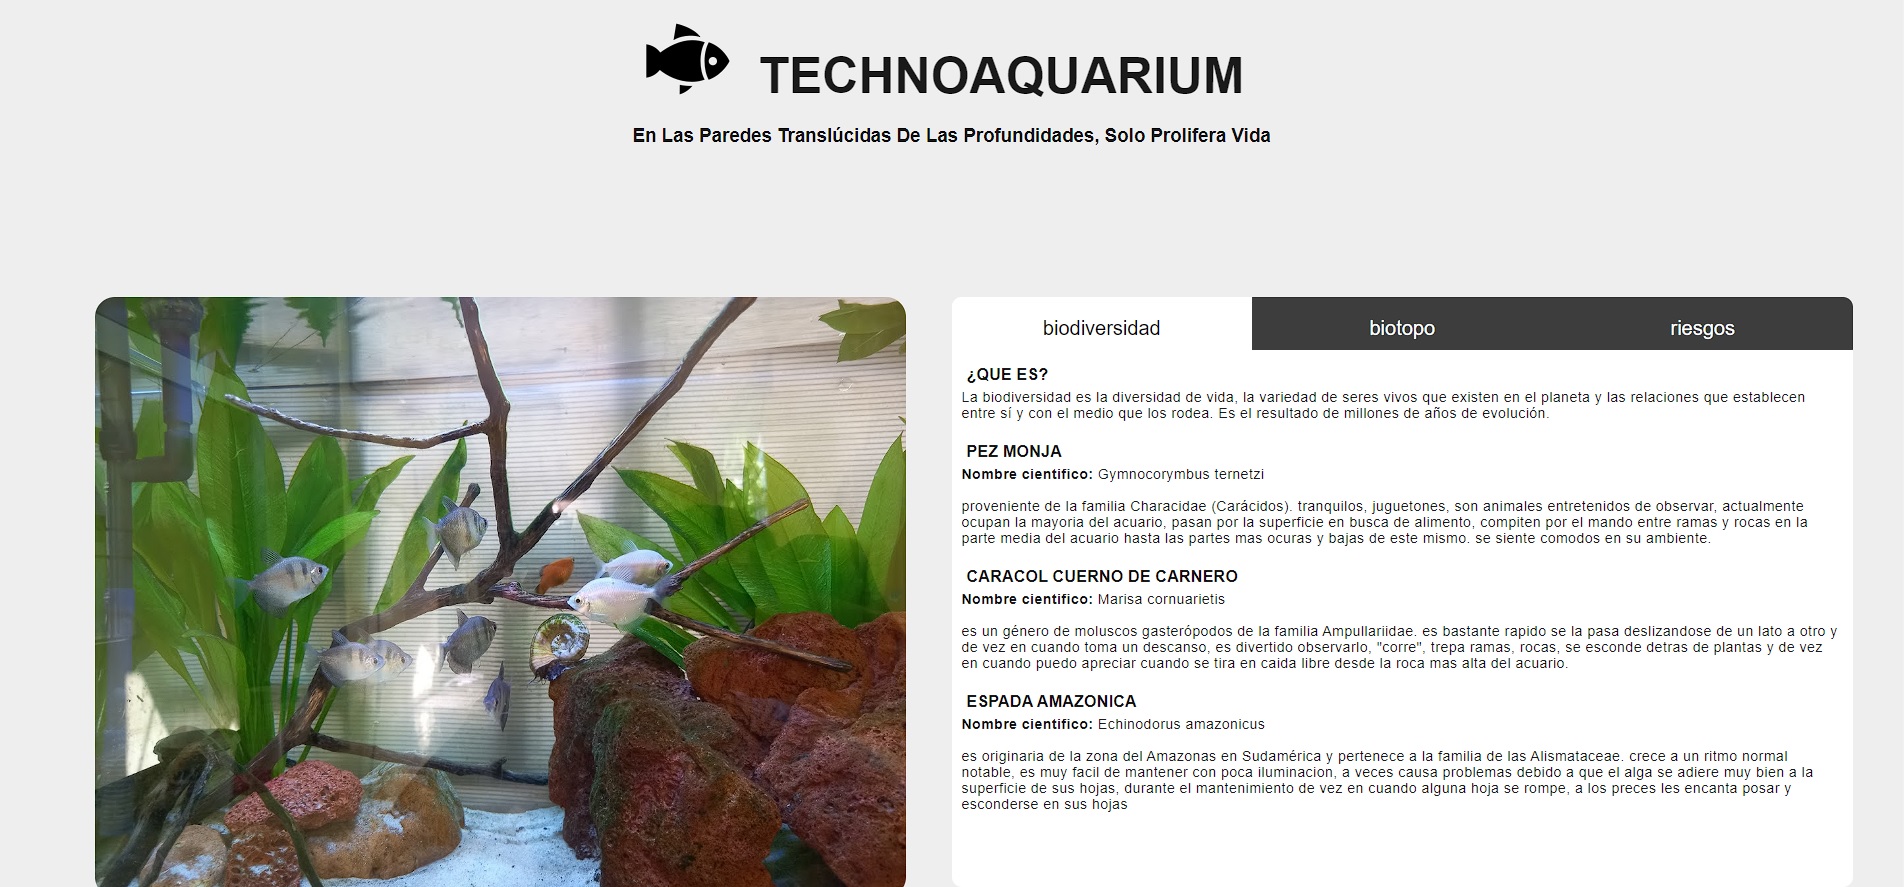 TECHNOAQUARIUM
En Las Paredes Translúcidas De Las Profundidades, Solo Prolifera Vida
biodiversidad
biotopo
riesgos
¿QUE ES?
La biodiversidad es la diversidad de vida, la variedad de seres vivos que existen en el planeta y las relaciones que establecen
entre sí y con el medio que los rodea. Es el resultado de millones de años de evolución.
PEZ MONJA
Nombre cientifico: Gymnocorymbus ternetzi
proveniente de la familia Characidae (Carácidos). tranquilos, juguetones, son animales entretenidos de observar, actualmente
ocupan la mayoria del acuario, pasan por la superficie en busca de alimento, compiten por el mando entre ramas y rocas en la
parte media del acuario hasta las partes mas ocuras y bajas de este mismo. se siente comodos en su ambiente.
CARACOL CUERNO DE CARNERO
Nombre cientifico: Marisa cornuarietis
es un género de moluscos gasterópodos de la familia Ampullariidae. es bastante rapido se la pasa deslizandose de un lato a otro y
de vez en cuando toma un descanso, es divertido observarlo, "corre", trepa ramas, rocas, se esconde detras de plantas y de vez
en cuando puedo apreciar cuando se tira en caida libre desde la roca mas alta del acuario.
ESPADA AMAZONICA
Nombre cientifico: Echinodorus amazonicus
es originaria de la zona del Amazonas en Sudamérica y pertenece a la familia de las Alismataceae. crece a un ritmo normal
notable, es muy facil de mantener con poca iluminacion, a veces causa problemas debido a que el alga se adiere muy bien a la
superficie de sus hojas, durante el mantenimiento de vez en cuando alguna hoja se rompe, a los preces les encanta posar y
esconderse en sus hojas